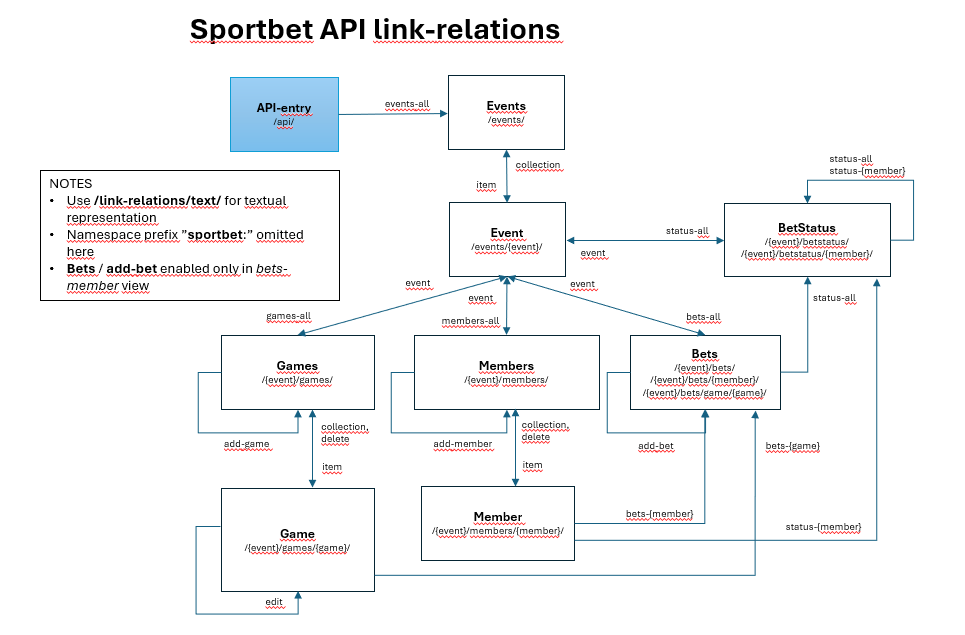 Sportbet API link-relations
API-entry
/api/
events-all
Events
/events/
collection
item
NOTES
• Use /link-relations/text/ for textual
representation
• Namespace prefix ”sportbet:” omitted
here
• Bets / add-bet enabled only in bets-
member view
Event
/events/{event}/
status-all
event
status-all
status-{member}
BetStatus
/{event}/betstatus/
/{event}/betstatus/{member}/
event
event
event
games-all
members-all
bets-all
status-all
Games
/{event}/games/
Members
/{event}/members/
Bets
/{event}/bets/
/{event}/bets/{member}/
/{event}/bets/game/{game}/
add-game
collection,
delete
item
add-member
collection,
delete
item
add-bet
bets-{game}
Game
/{event}/games/{game}/
Member
/{event}/members/{member}/
bets-{member}
status-{member}
edit